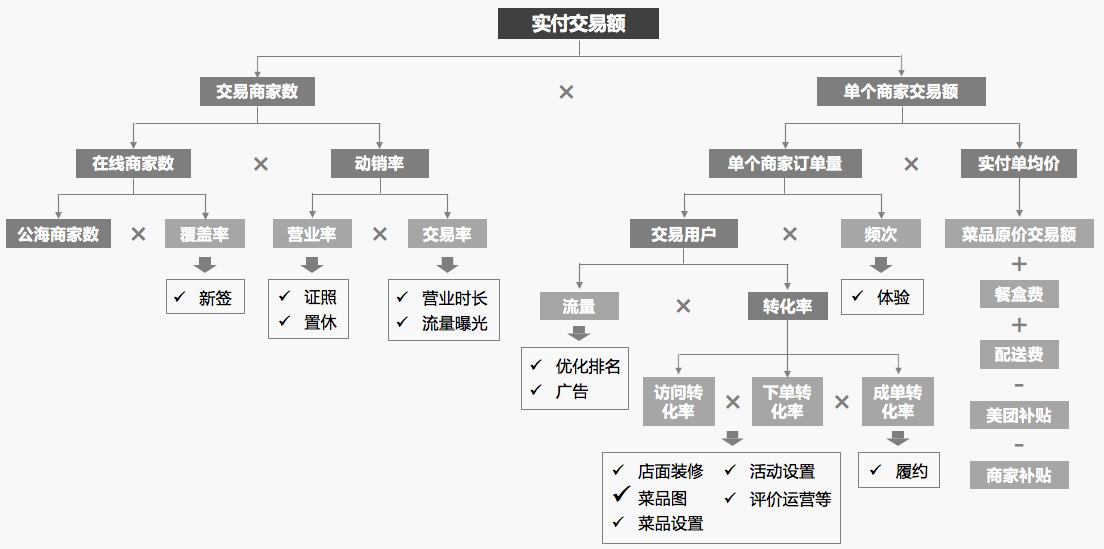 实付交易额
交易商家数 × 单个商家交易额
在线商家数 × 动销率 单个商家订单量 × 实付单均价
公海商家数 × 覆盖率 营业率 × 交易率 交易用户 × 频次 菜品原价交易额
+
✓ 新签
✓ 证照
✓ 置休
✓ 营业时长
✓ 流量曝光
流量 × 转化率
✓ 体验
餐盒费
+
配送费
-
美团补贴
-
商家补贴
✓ 优化排名
✓ 广告
访问转
化率
×
下单转
化率
×
成单转
化率
✓ 店面装修
✓ 菜品图
✓ 菜品设置
✓ 活动设置
✓ 评价运营等
✓ 履约